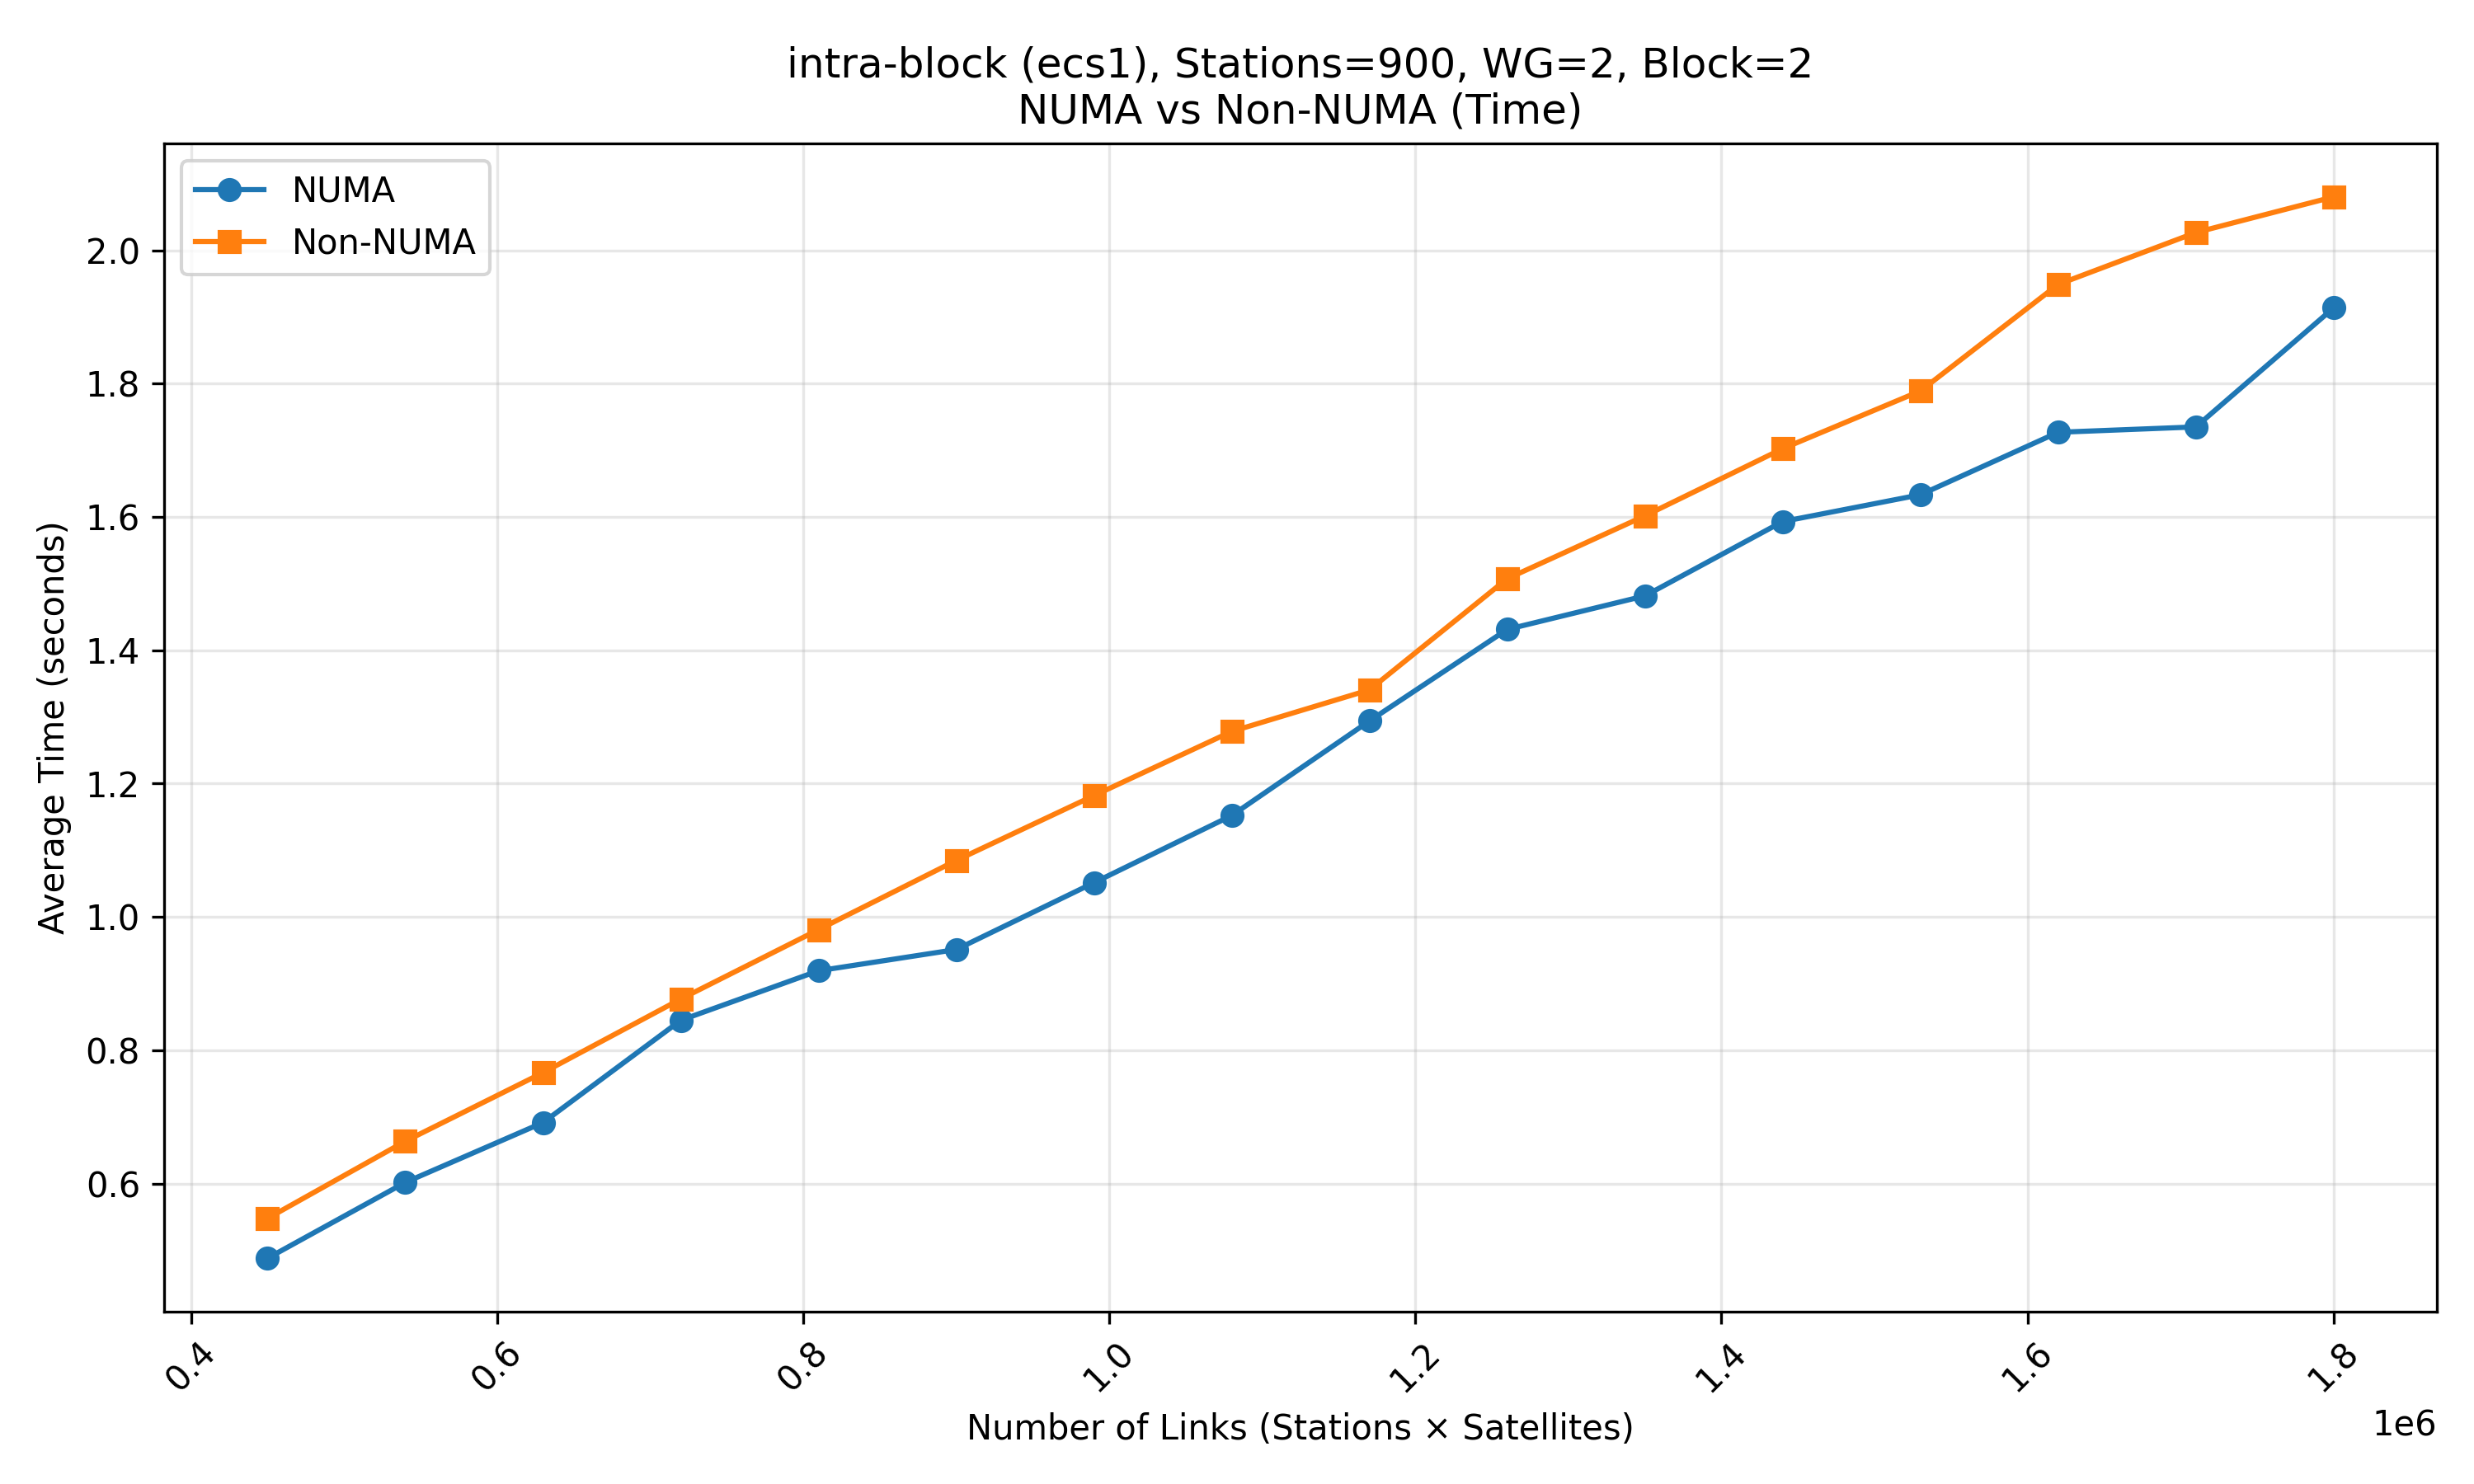 intra-block (ecs1), Stations=900, WG=2, Block=2
NUMA vs Non-NUMA (Time)
NUMA
Non-NUMA
Average Time (seconds)
2.0
1.8
1.6
1.4
1.2
1.0
0.8
0.6
0.4 0.6 0.8 1.0 1.2 1.4 1.6 1.8
1e6
Number of Links (Stations × Satellites)